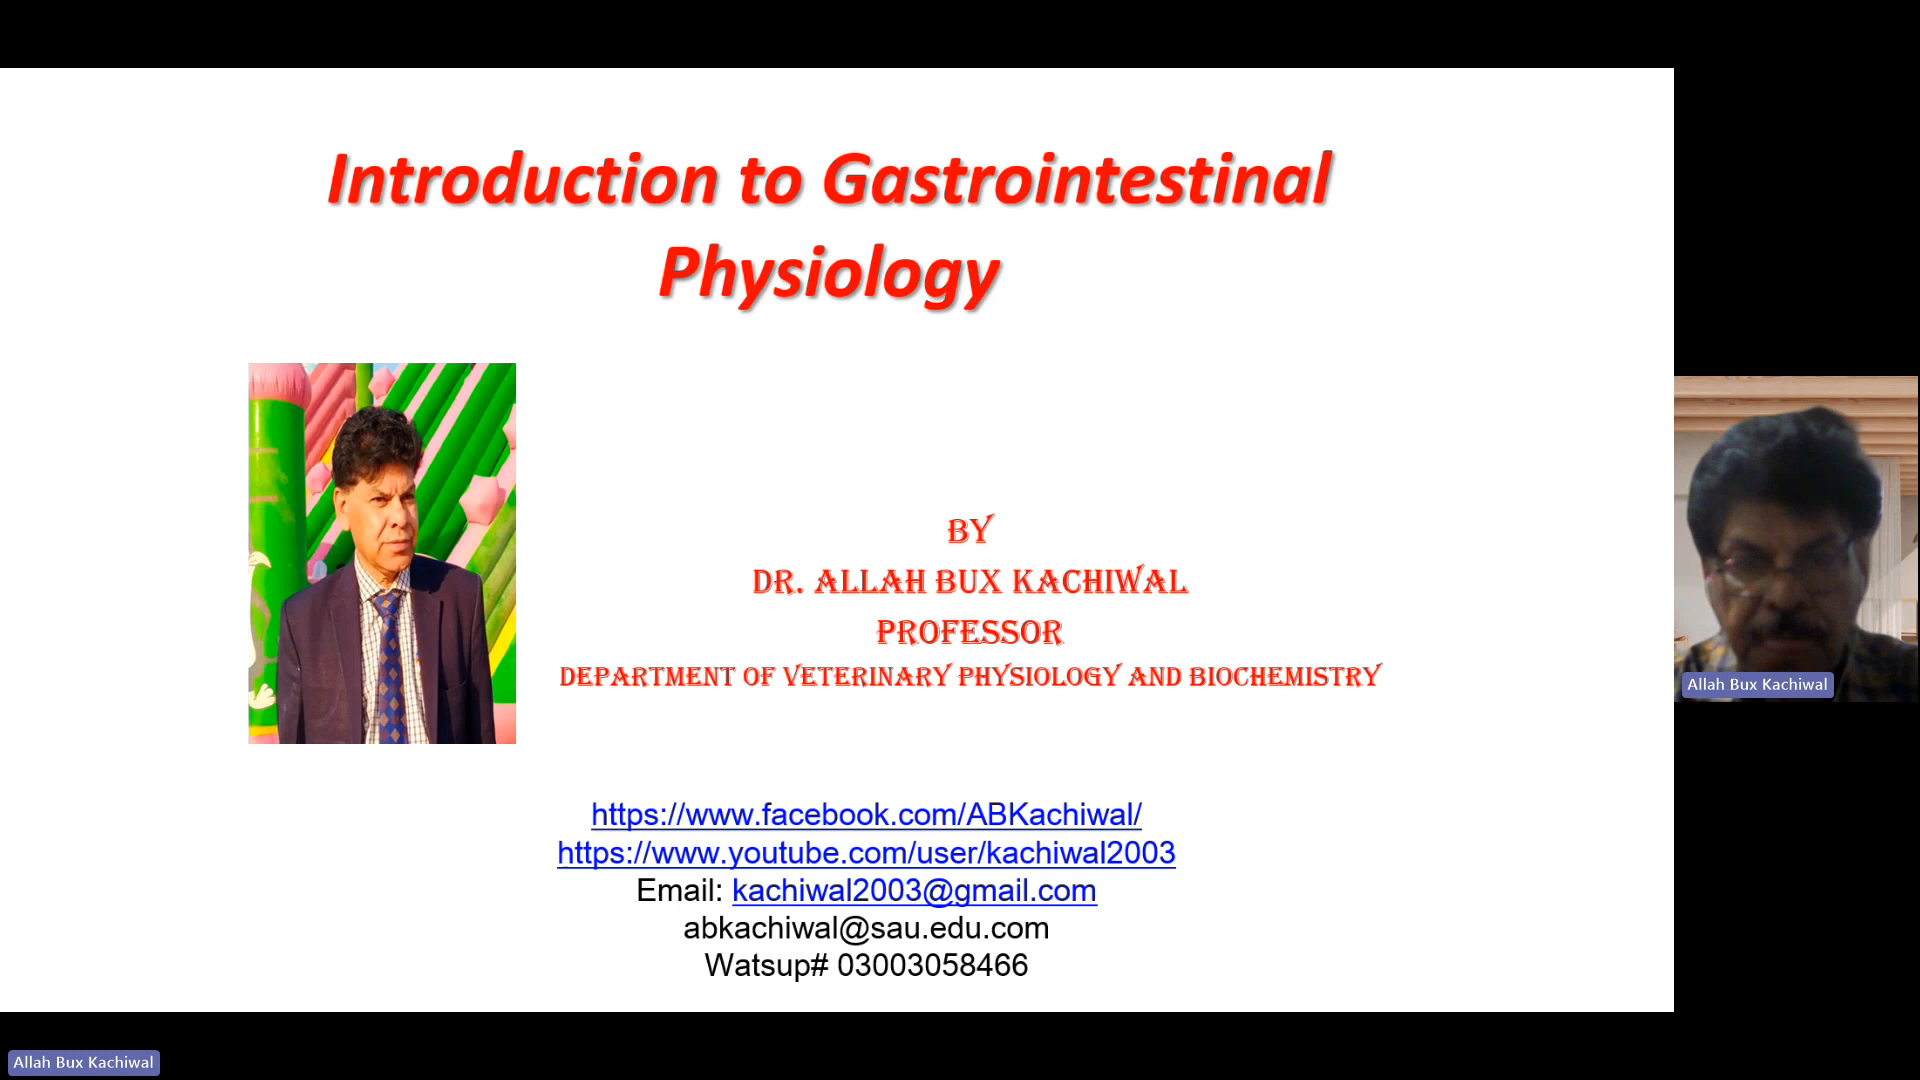 Introduction to Gastrointestinal
Physiology
BY
DR. ALLAH BUX KACHIWAL
PROFESSOR
DEPARTMENT OF VETERINARY PHYSIOLOGY AND BIOCHEMISTRY
https://www.facebook.com/ABKachiwal/
https://www.youtube.com/user/kachiwal2003
Email: kachiwal2003@gmail.com
abkachiwal@sau.edu.com
Watsup# 03003058466
Allah Bux Kachiwal
Allah Bux Kachiwal